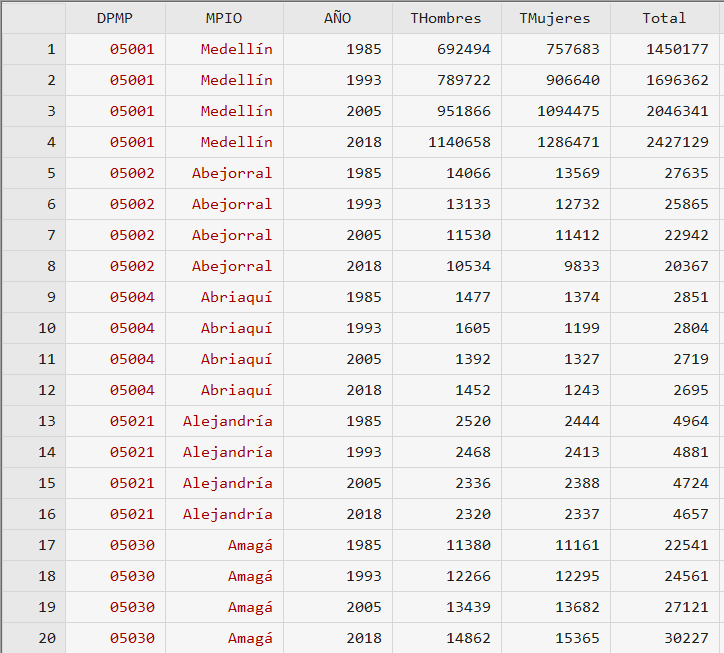 DPMP MPIO AÑO THombres TMujeres Total
1 05001 Medellín 1985 692494 757683 1450177
2 05001 Medellín 1993 789722 906640 1696362
3 05001 Medellín 2005 951866 1094475 2046341
4 05001 Medellín 2018 1140658 1286471 2427129
5 05002 Abejorral 1985 14066 13569 27635
6 05002 Abejorral 1993 13133 12732 25865
7 05002 Abejorral 2005 11530 11412 22942
8 05002 Abejorral 2018 10534 9833 20367
9 05004 Abriaquí 1985 1477 1374 2851
10 05004 Abriaquí 1993 1605 1199 2804
11 05004 Abriaquí 2005 1392 1327 2719
12 05004 Abriaquí 2018 1452 1243 2695
13 05021 Alejandría 1985 2520 2444 4964
14 05021 Alejandría 1993 2468 2413 4881
15 05021 Alejandría 2005 2336 2388 4724
16 05021 Alejandría 2018 2320 2337 4657
17 05030 Amagá 1985 11380 11161 22541
18 05030 Amagá 1993 12266 12295 24561
19 05030 Amagá 2005 13439 13682 27121
20 05030 Amagá 2018 14862 15365 30227